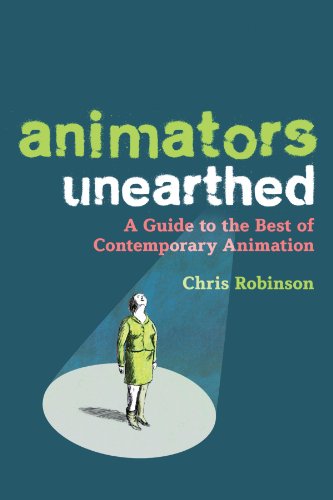 animators
unearthed
A Guide to the Best of
Contemporary Animation
Chris Robinson